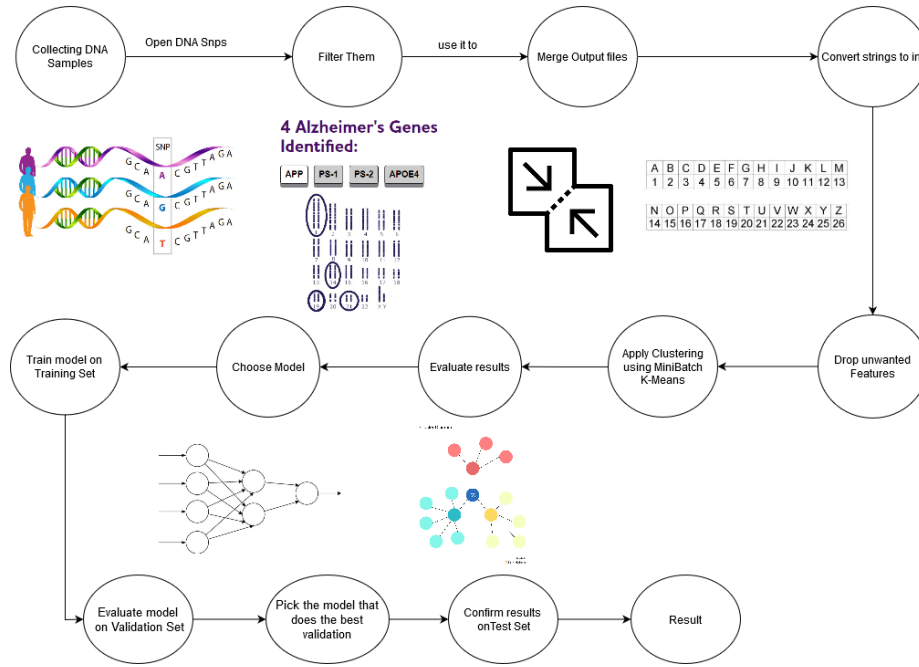 Collecting DNA
Samples
Open DNA Snps
Filter Them
use it to
Merge Output files
Convert strings to in
4 Alzheimer's Genes
Identified:
APP PS-1 PS-2 APOE4
SNP
G C A A C G T T A G A
G C A G C G T T A G A
G C A T C G T T A G A
A B C D E F G H I J K L M
1 2 3 4 5 6 7 8 9 10 11 12 13
N O P Q R S T U V W X Y Z
14 15 16 17 18 19 20 21 22 23 24 25 26
Train model on
Training Set
Choose Model
Evaluate results
Apply Clustering
using MiniBatch
K-Means
Drop unwanted
Features
Evaluate model
on Validation Set
Pick the model that
does the best
validation
Confirm results
onTest Set
Result